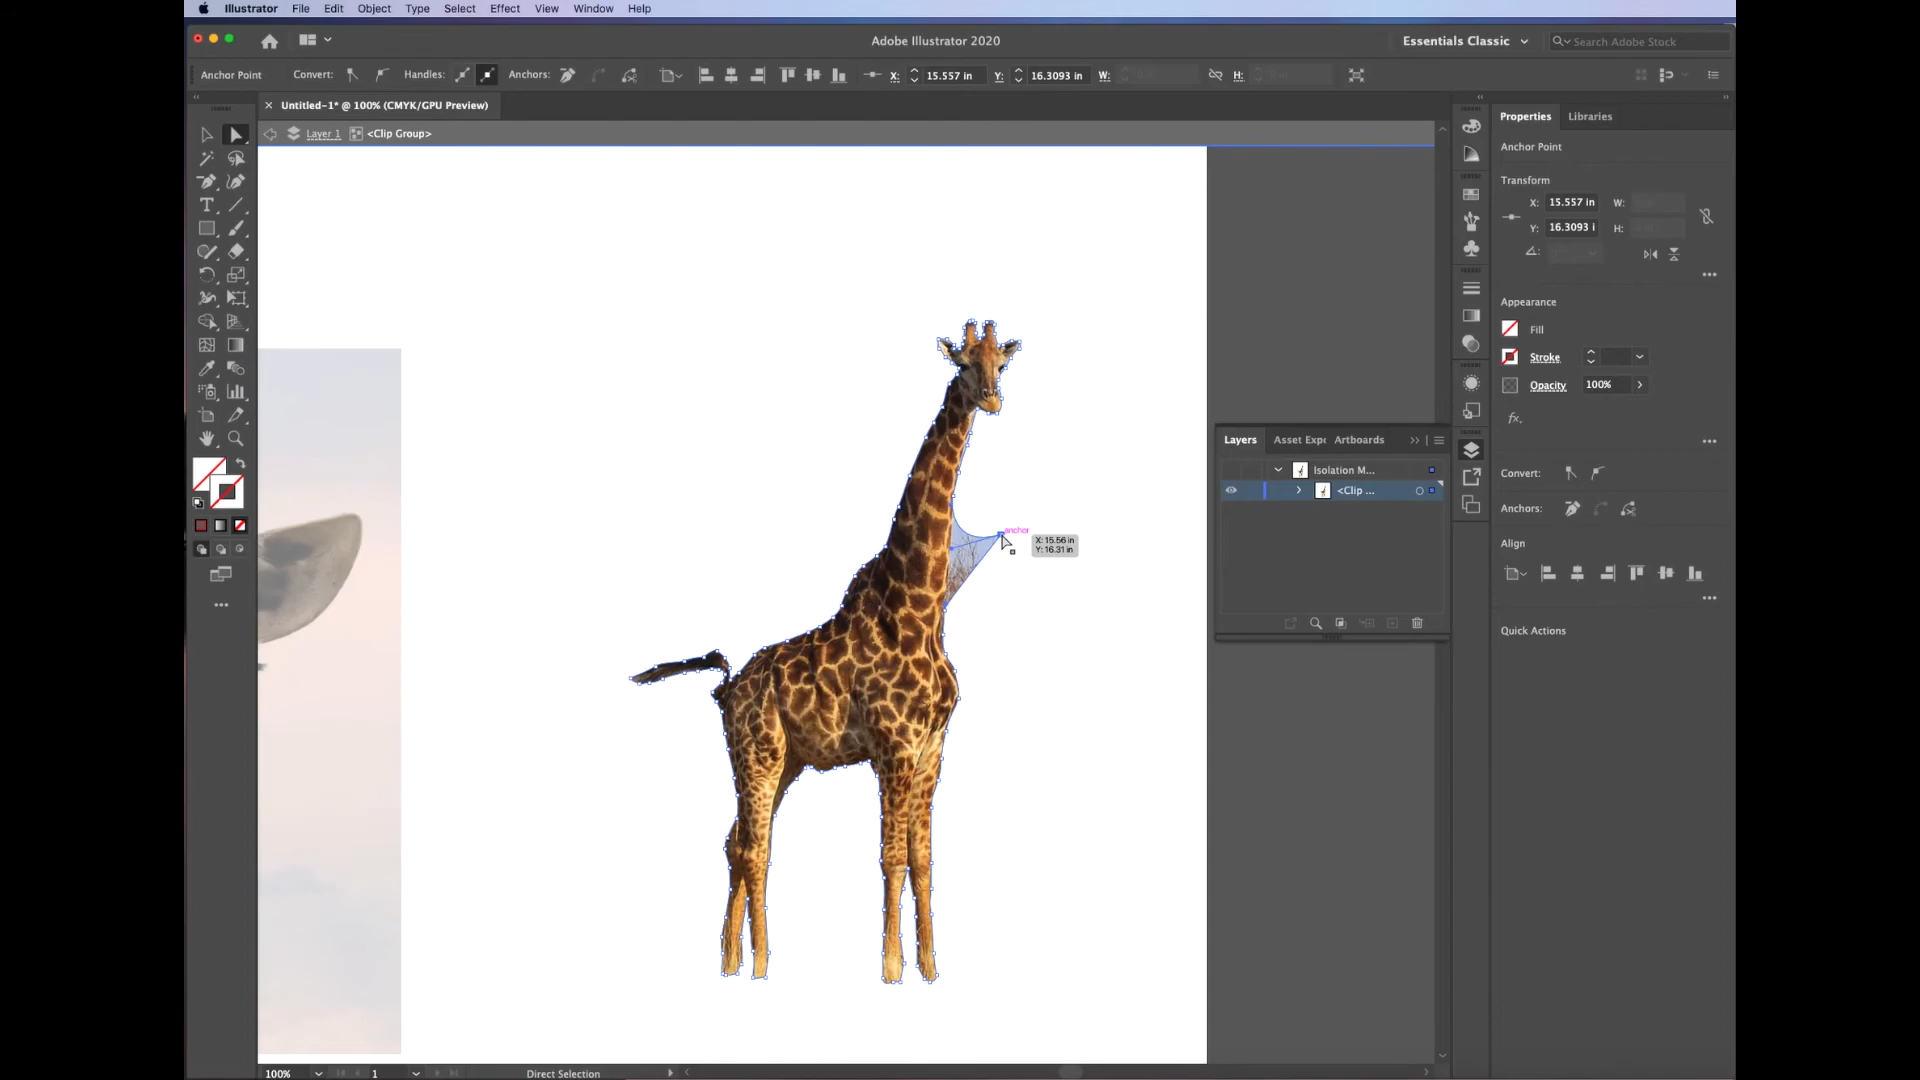 Illustrator File Edit Object Type Select Effect View Window Help
Adobe Illustrator 2020
Essentials Classic
Search Adobe Stock
Anchor Point Convert: Handles: Anchors: X: 15.557 in Y: 16.3093 in W: H:
× Untitled-1* @ 100% (CMYK/GPU Preview)
Layer 1 <Clip Group>
Properties Libraries
Anchor Point
Transform
X: 15.557 in W:
Y: 16.3093 i H:
Appearance
Fill
Stroke
Opacity 100%
fx.
Convert:
Anchors:
Align
Quick Actions
Layers Asset Expo Artboards
Isolation M...
<Clip ...
anchor
X: 15.56 in
Y: 16.31 in
100% 1 Direct Selection